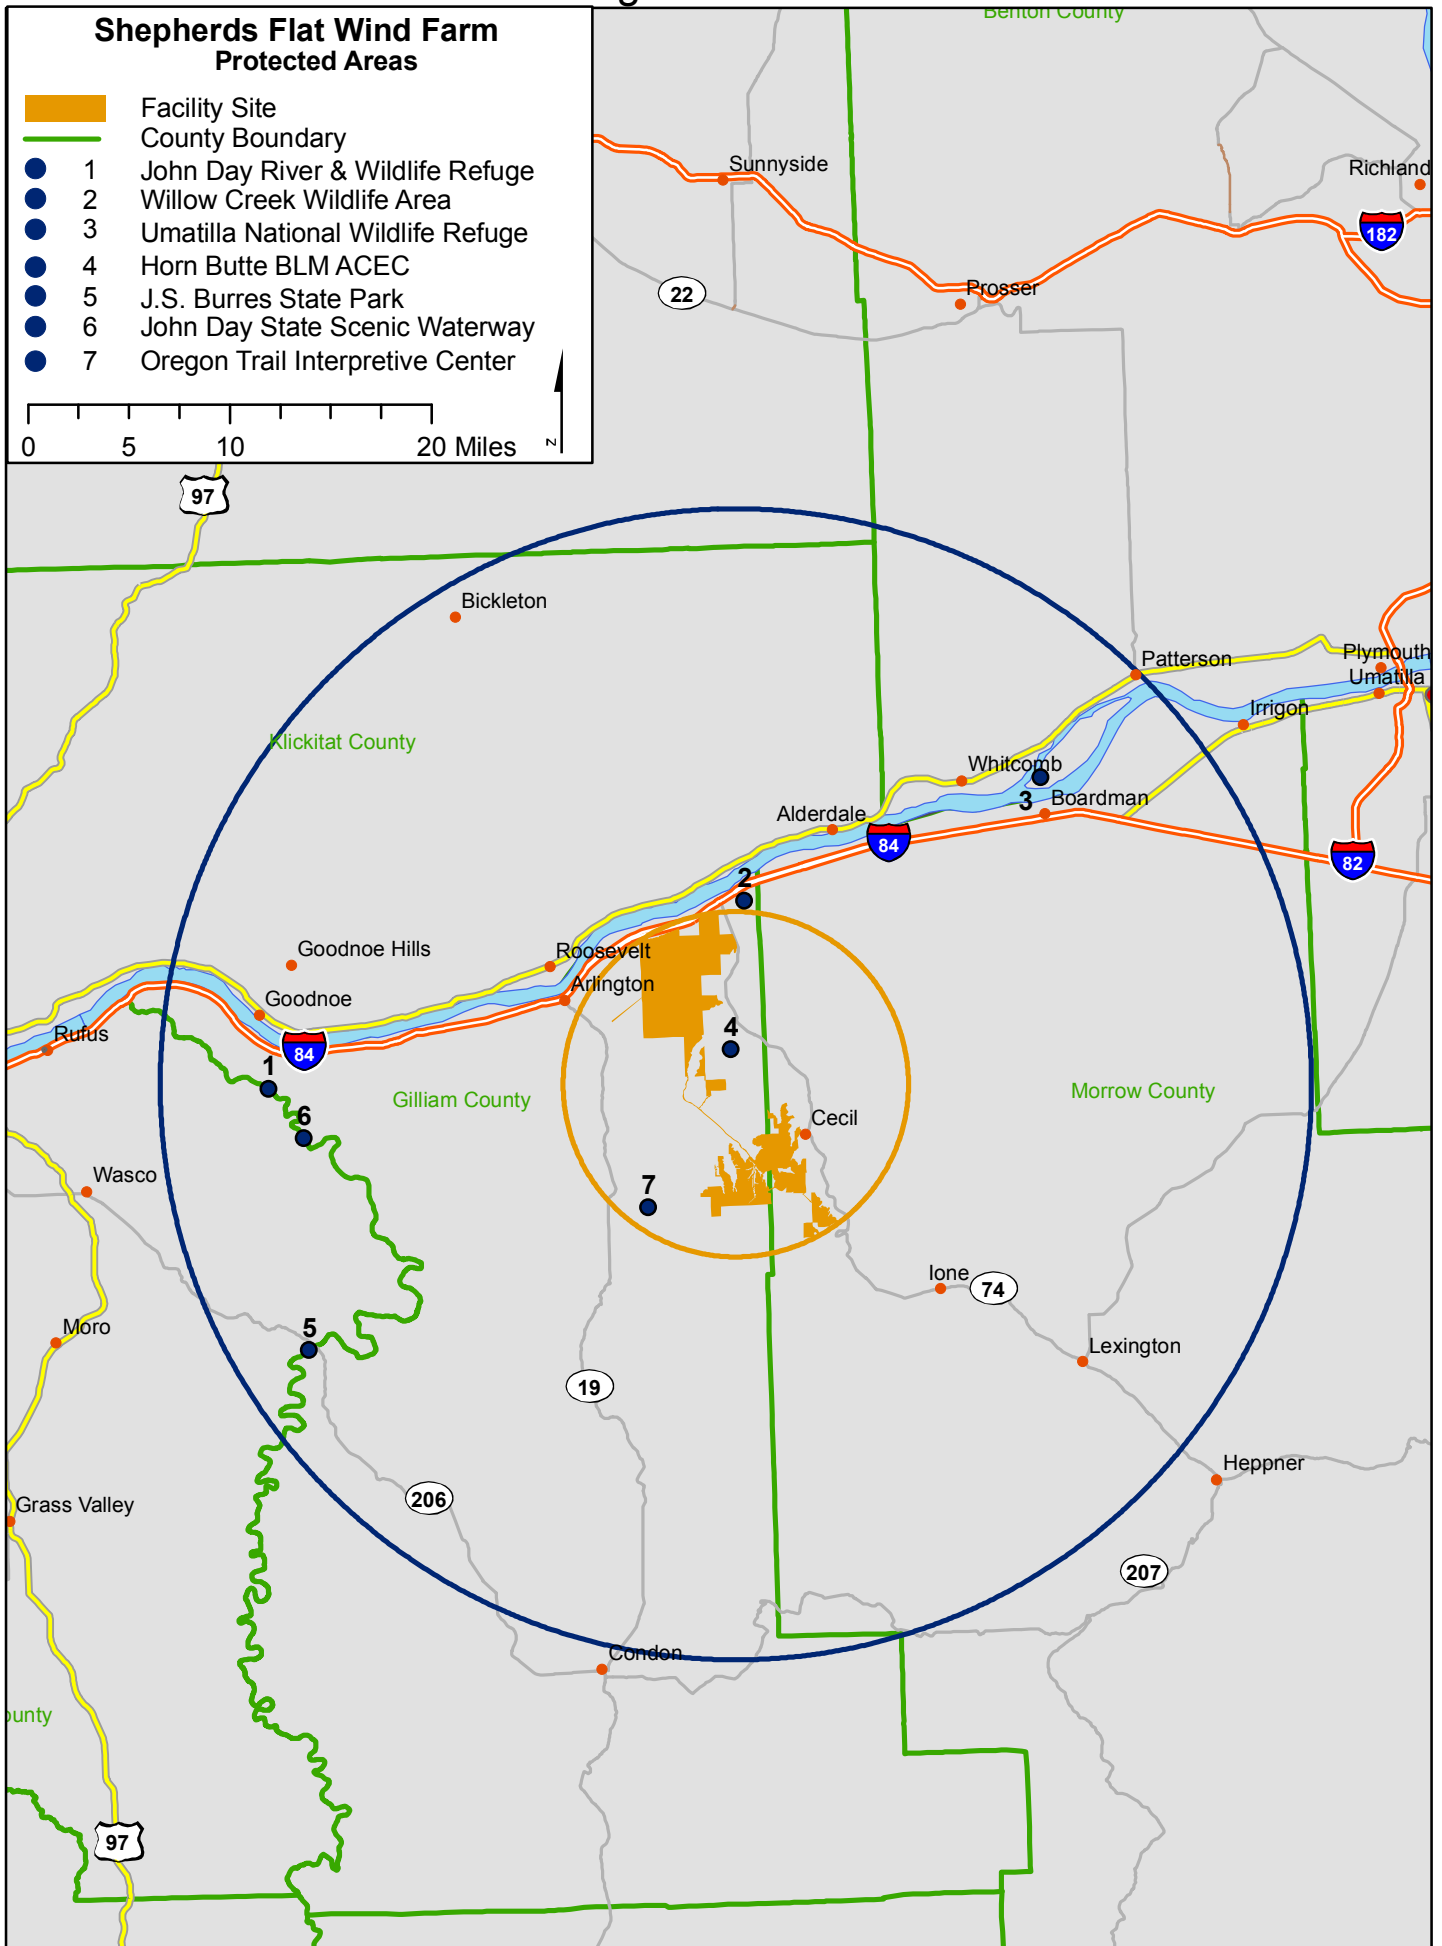 Benton County
Shepherds Flat Wind Farm
Protected Areas
Facility Site
County Boundary
1 John Day River & Wildlife Refuge
2 Willow Creek Wildlife Area
3 Umatilla National Wildlife Refuge
4 Horn Butte BLM ACEC
5 J.S. Burres State Park
6 John Day State Scenic Waterway
7 Oregon Trail Interpretive Center
0 5 10 20 Miles
z
Sunnyside
Richland
182
22
Prosser
97
Bickleton
Patterson
Plymouth
Umatilla
Irrigon
Klickitat County
Whitcomb
3
Boardman
Alderdale
84
82
2
Goodnoe Hills
Roosevelt
Arlington
Goodnoe
Rufus
84
4
1
Gilliam County
Morrow County
6
Cecil
Wasco
7
Ione
74
Moro
5
Lexington
19
Heppner
206
Grass Valley
207
Condon
ounty
97